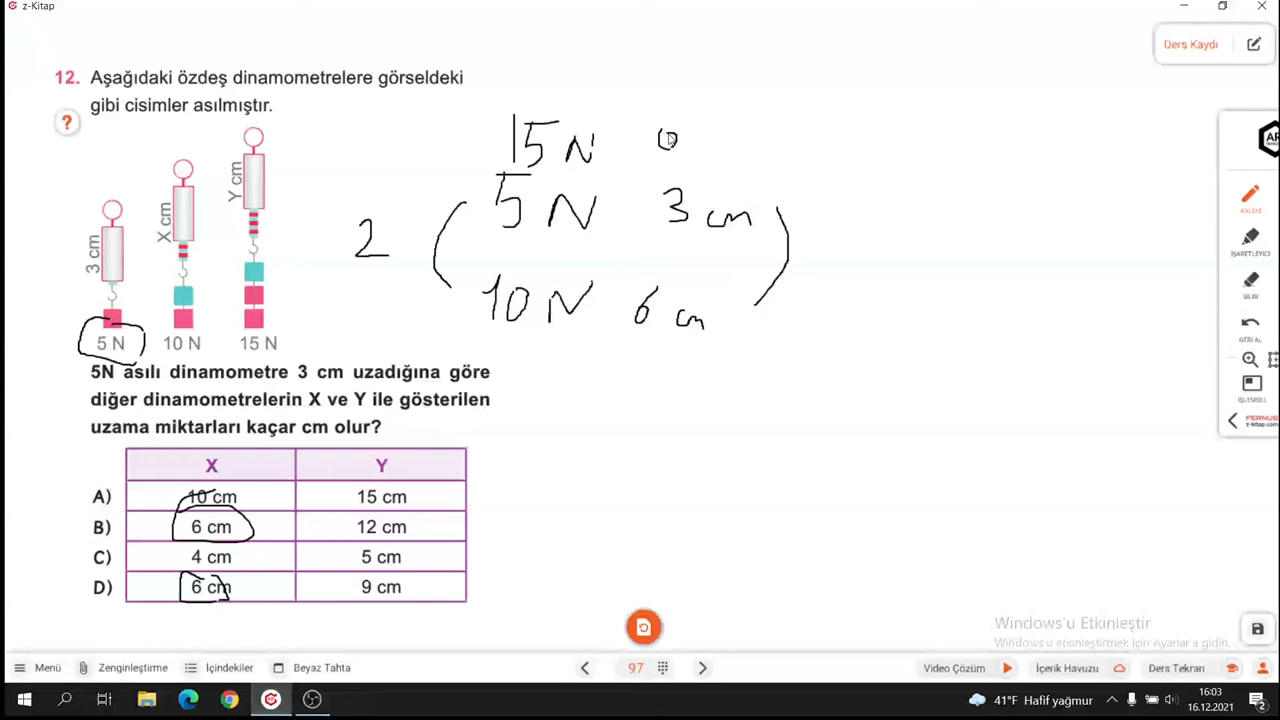 z-Kitap
Ders Kaydı
12. Aşağıdaki özdeş dinamometrelere görseldeki
gibi cisimler asılmıştır.
?
3 cm
X cm
Y cm
5 N
10 N
15 N
15 N
5 N 3 cm
2
10 N 6 cm
5N asılı dinamometre 3 cm uzadığına göre
diğer dinamometrelerin X ve Y ile gösterilen
uzama miktarları kaçar cm olur?
X Y
A) 10 cm 15 cm
B) 6 cm 12 cm
C) 4 cm 5 cm
D) 6 cm 9 cm
KALEM
İŞARETLEYİCİ
SİLGİ
GERİ AL
İŞLEMSEL
FERNUS
z-kitap.com
Windows'u Etkinleştir
Windows'u etkinleştirmek için Ayarlar'a gidin.
Menü
Zenginleştirme
İçindekiler
Beyaz Tahta
97
Video Çözüm
İçerik Havuzu
Ders Tekrarı
41°F Hafif yağmur
16:03
16.12.2021
2